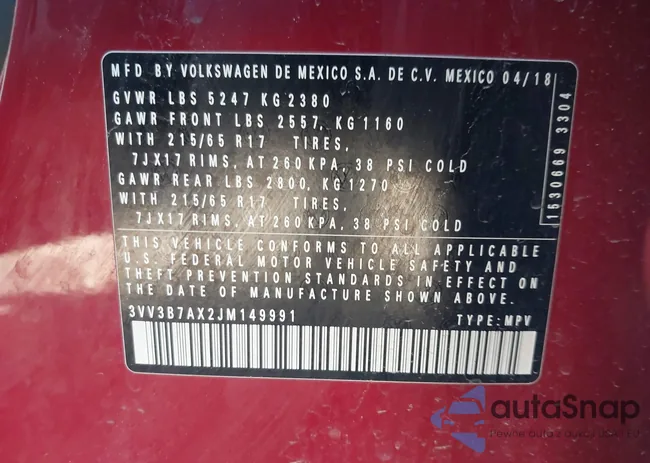 MFD BY VOLKSWAGEN DE MEXICO S.A. DE C.V. MEXICO 04/18
GVWR LBS 5247 KG 2380
GAWR FRONT LBS 2557, KG 1160
WITH 215/65 R17 TIRES,
7JX17 RIMS, AT 260 KPA, 38 PSI COLD
GAWR REAR LBS 2800, KG 1270
WITH 215/65 R17 TIRES,
7JX17 RIMS, AT 260 KPA, 38 PSI COLD
THIS VEHICLE CONFORMS TO ALL APPLICABLE
U.S. FEDERAL MOTOR VEHICLE SAFETY AND
THEFT PREVENTION STANDARDS IN EFFECT ON
THE DATE OF MANUFACTURE SHOWN ABOVE.
3VV3B7AX2JM149991 TYPE: MPV
1530669 3304
autaSnap
Pewne auta z